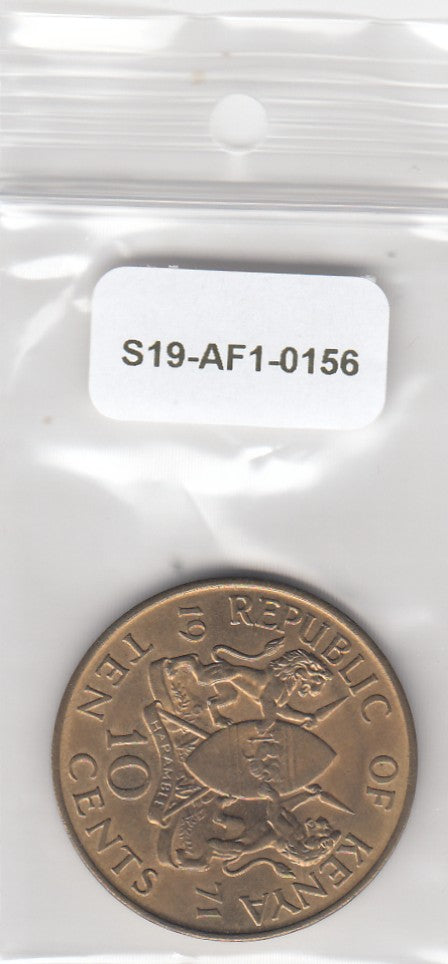 S19-AF1-0156
REPUBLIC OF KENYA
19 71
HARAMBEE
10
TEN CENTS